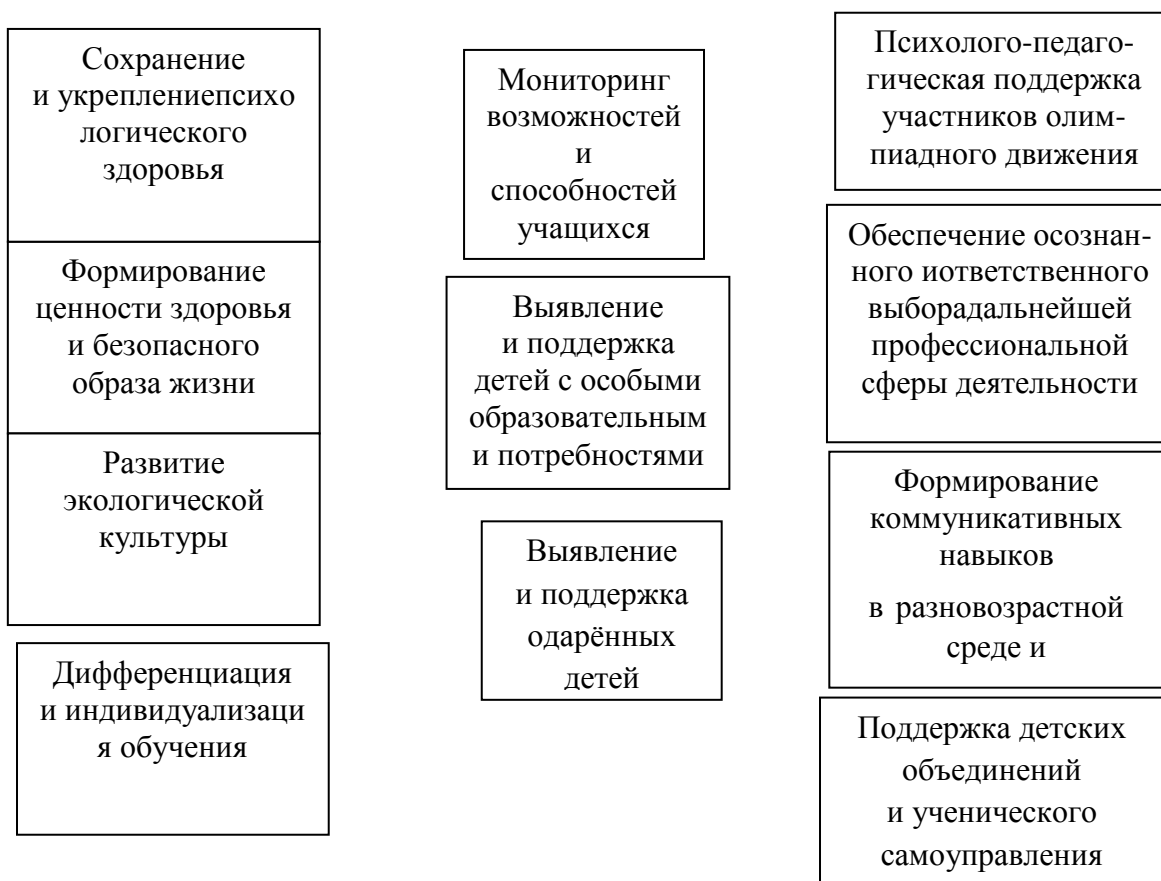 Сохранение
и укреплениепсихо
логического
здоровья
Формирование
ценности здоровья
и безопасного
образа жизни
Развитие
экологической
культуры
Дифференциация
и индивидуализаци
я обучения
Мониторинг
возможностей
и
способностей
учащихся
Выявление
и поддержка
детей с особыми
образовательным
и потребностями
Выявление
и поддержка
одарённых
детей
Психолого-педаго-
гическая поддержка
участников олим-
пиадного движения
Обеспечение осознан-
ного иответственного
выборадальнейшей
профессиональной
сферы деятельности
Формирование
коммуникативных
навыков
в разновозрастной
среде и
Поддержка детских
объединений
и ученического
самоуправления